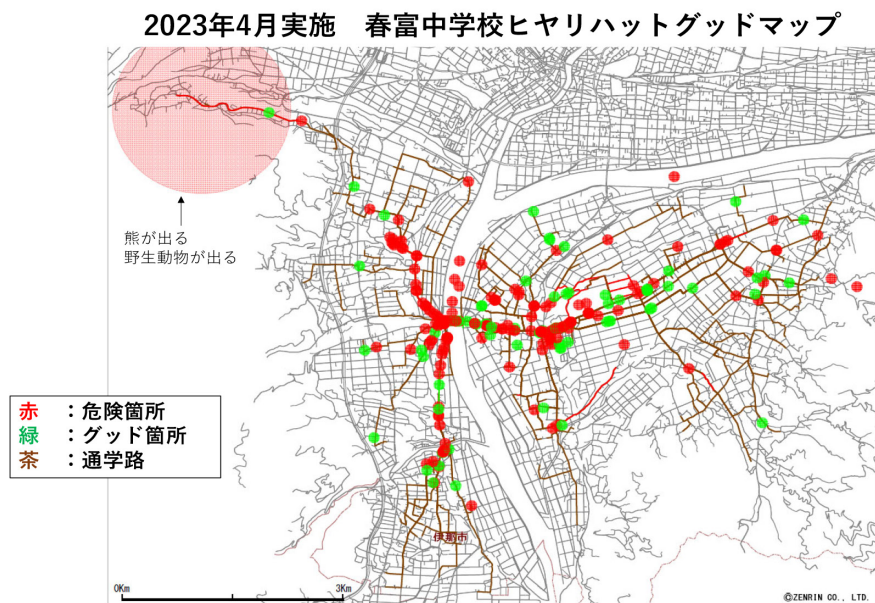 2023年4月実施　春富中学校ヒヤリハットグッドマップ
熊が出る
野生動物が出る
赤　：危険箇所
緑　：グッド箇所
茶　：通学路
伊那市
0Km　3Km
©ZENRIN CO., LTD.